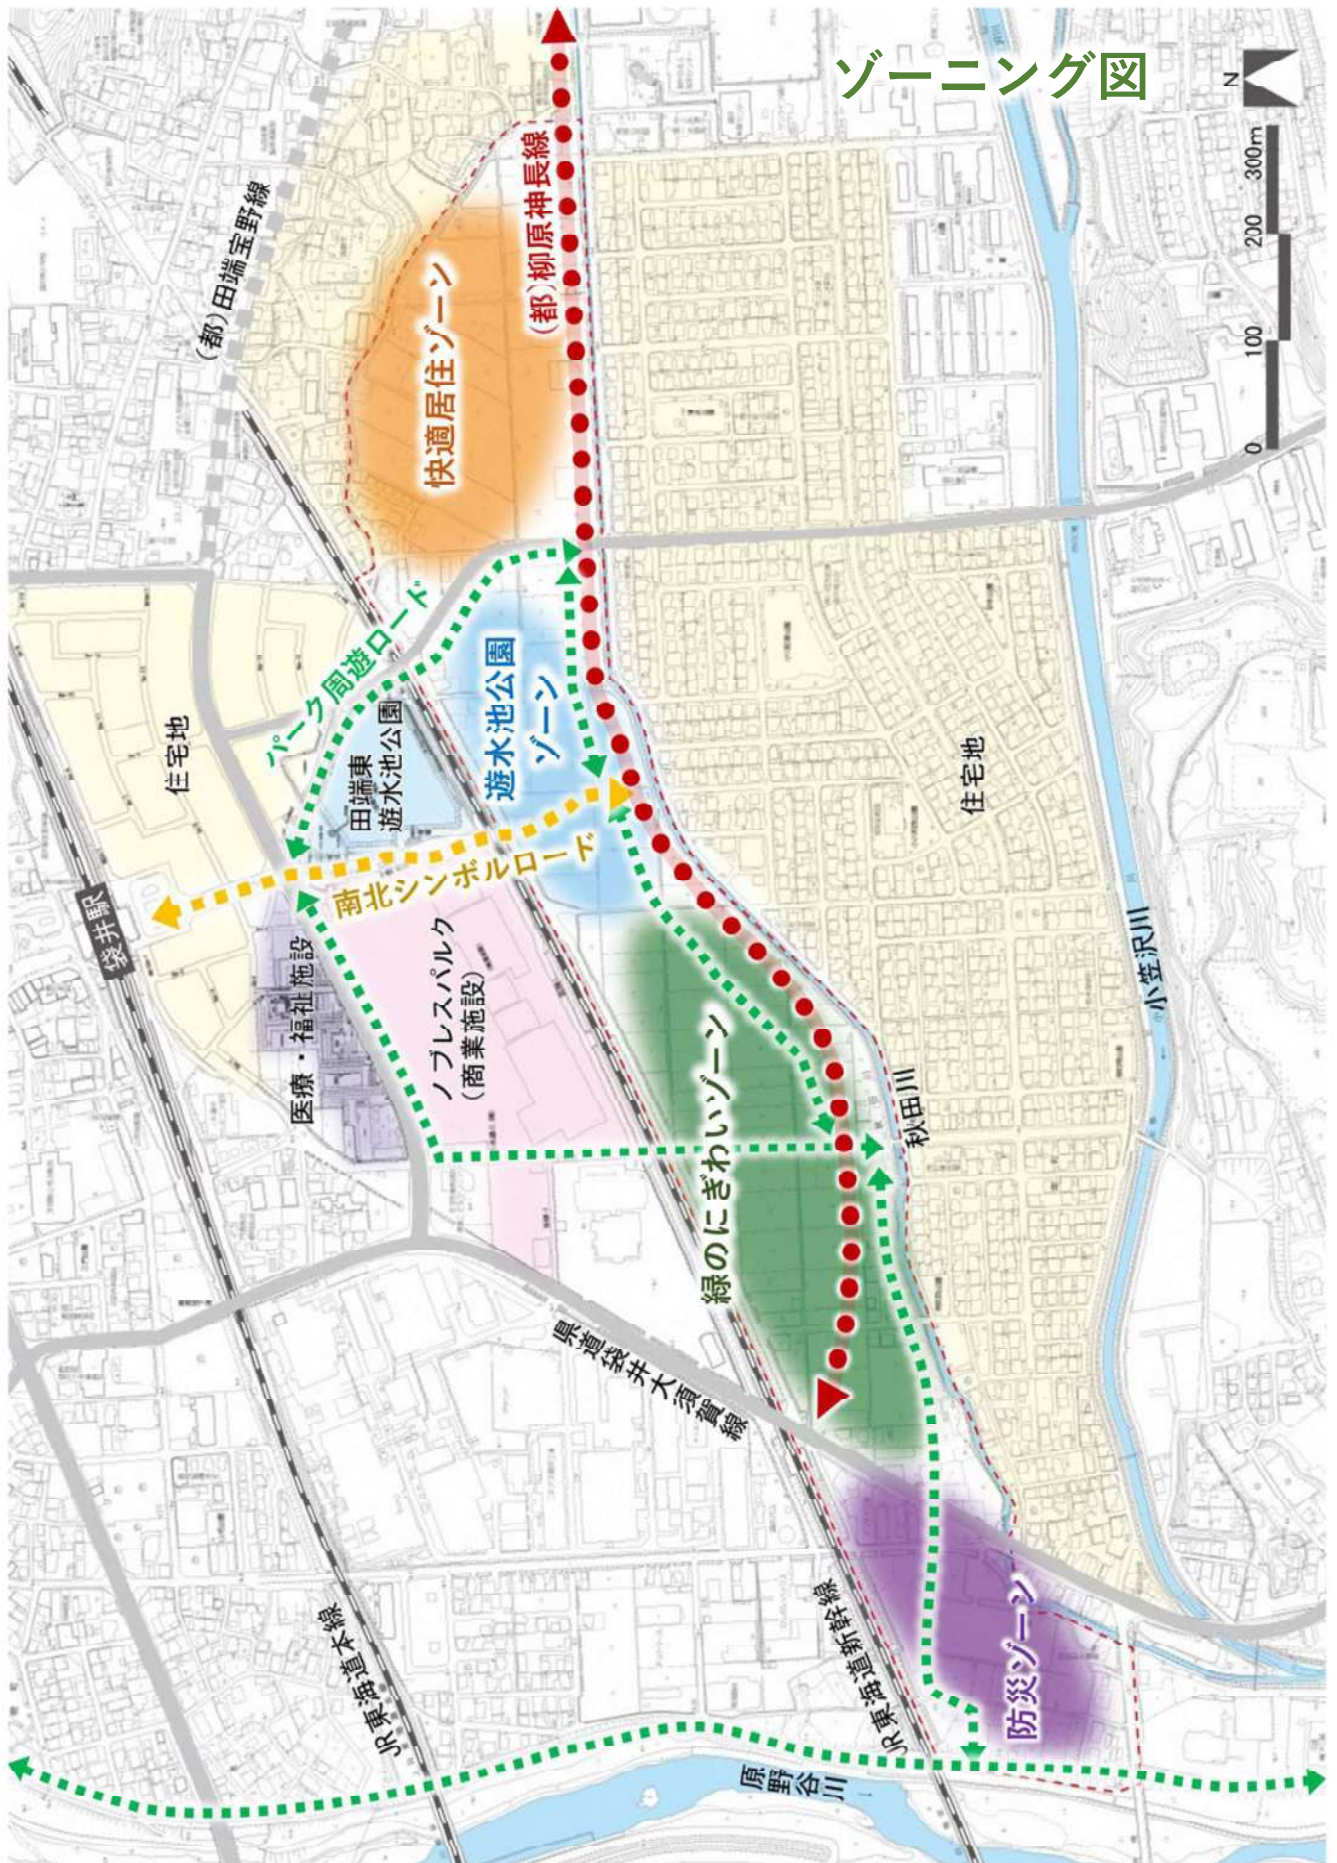 ゾーニング図
N
0 100 200 300m
(都)田端宝野線
(都)柳原神長線
快適居住ゾーン
パーク周遊ロード
住宅地
田端東
遊水池公園
遊水池公園
ゾーン
南北シンボルロード
袋井駅
医療・福祉施設
ノブレスパルク
(商業施設)
緑のにぎわいゾーン
住宅地
小笠沢川
秋田川
県道袋井大須賀線
JR東海道本線
JR東海道新幹線
防災ゾーン
原野谷川